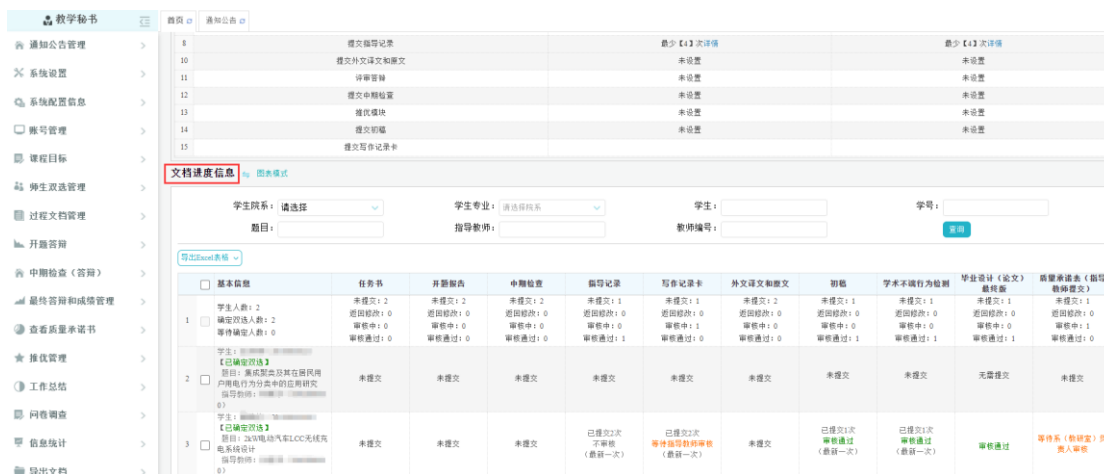 教学秘书
首页
通知公告
通知公告管理
系统设置
系统配置信息
账号管理
课程目标
师生双选管理
过程文档管理
开题答辩
中期检查（答辩）
最终答辩和成绩管理
查看质量承诺书
推优管理
工作总结
问卷调查
信息统计
导出文档
8 提交指导记录 最少【4】次详情 最少【4】次详情
10 提交外文译文和原文 未设置 未设置
11 评审答辩 未设置 未设置
12 提交中期检查 未设置 未设置
13 推优模块 未设置 未设置
14 提交初稿 未设置 未设置
15 提交写作记录卡
文档进度信息 图表模式
学生院系： 请选择 学生专业： 请选择院系 学生： 学号：
题目： 指导教师： 教师编号： 查询
导出Excel表格
基本信息 任务书 开题报告 中期检查 指导记录 写作记录卡 外文译文和原文 初稿 学术不端行为检测 毕业设计（论文）最终版 质量承诺书（指导教师提交）
1
学生人数：2
确定双选人数：2
等待确定人数：0
未提交：2 未提交：2 未提交：2 未提交：1 未提交：1 未提交：2 未提交：1 未提交：1 未提交：1 未提交：1
返回修改：0 返回修改：0 返回修改：0 返回修改：0 返回修改：0 返回修改：0 返回修改：0 返回修改：0 返回修改：0 返回修改：0
审核中：0 审核中：0 审核中：0 审核中：0 审核中：1 审核中：0 审核中：0 审核中：0 审核中：0 审核中：1
审核通过：0 审核通过：0 审核通过：0 审核通过：1 审核通过：0 审核通过：0 审核通过：1 审核通过：1 审核通过：1 审核通过：0
2
学生：
【已确定双选】
题目：集成聚类及其在居民用
户用电行为分类中的应用研究
指导教师：
0）
未提交 未提交 未提交 未提交 未提交 未提交 未提交 未提交 无需提交 未提交
3
学生：
【已确定双选】
题目：2kW电动汽车LCC无线充
电系统设计
指导教师：
0）
未提交 未提交 未提交
已提交2次
不审核
（最新一次）
已提交2次
等待指导教师审核
（最新一次）
未提交
已提交1次
审核通过
（最新一次）
已提交1次
审核通过
（最新一次）
审核通过
等待系（教研室）负
责人审核